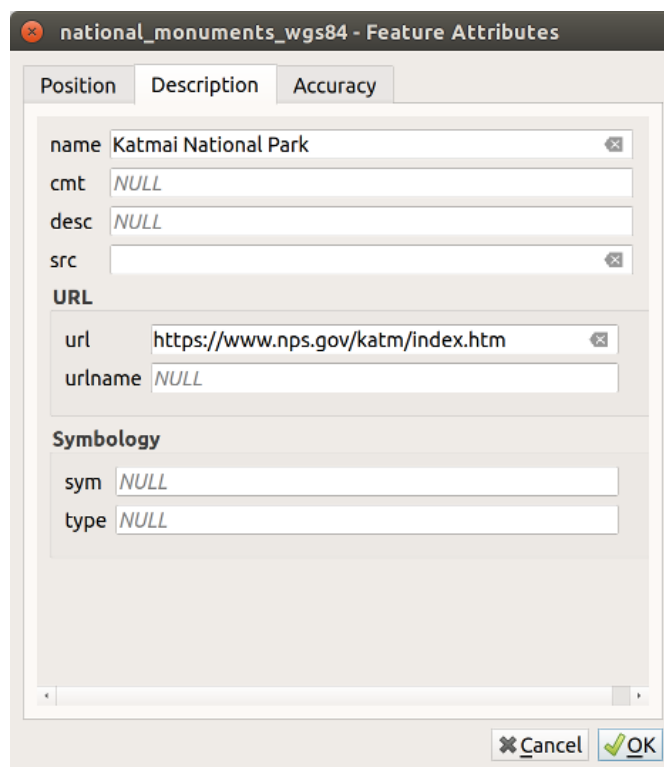 national_monuments_wgs84 - Feature Attributes
Position Description Accuracy
name Katmai National Park
cmt NULL
desc NULL
src
URL
url https://www.nps.gov/katm/index.htm
urlname NULL
Symbology
sym NULL
type NULL
Cancel OK